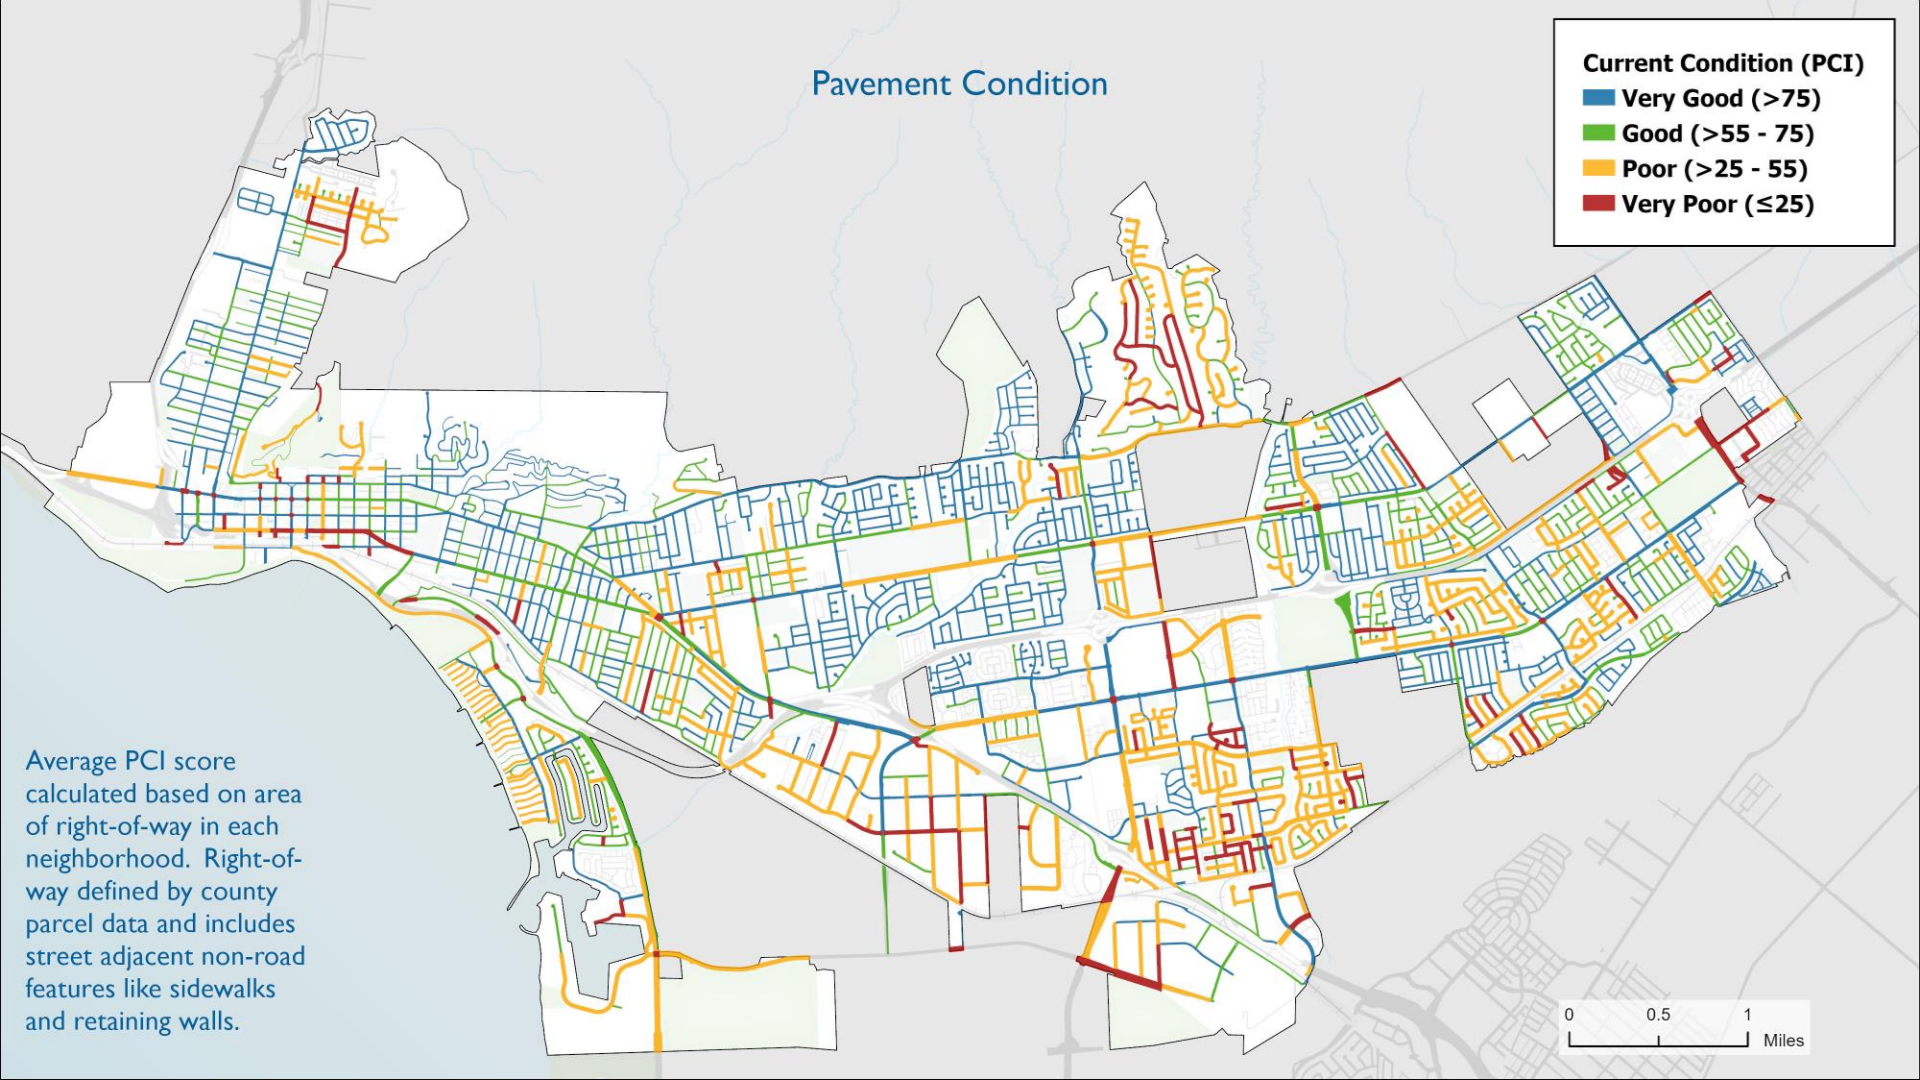 Pavement Condition
Current Condition (PCI)
Very Good (>75)
Good (>55 - 75)
Poor (>25 - 55)
Very Poor (≤25)
Average PCI score
calculated based on area
of right-of-way in each
neighborhood. Right-of-
way defined by county
parcel data and includes
street adjacent non-road
features like sidewalks
and retaining walls.
0 0.5 1
Miles